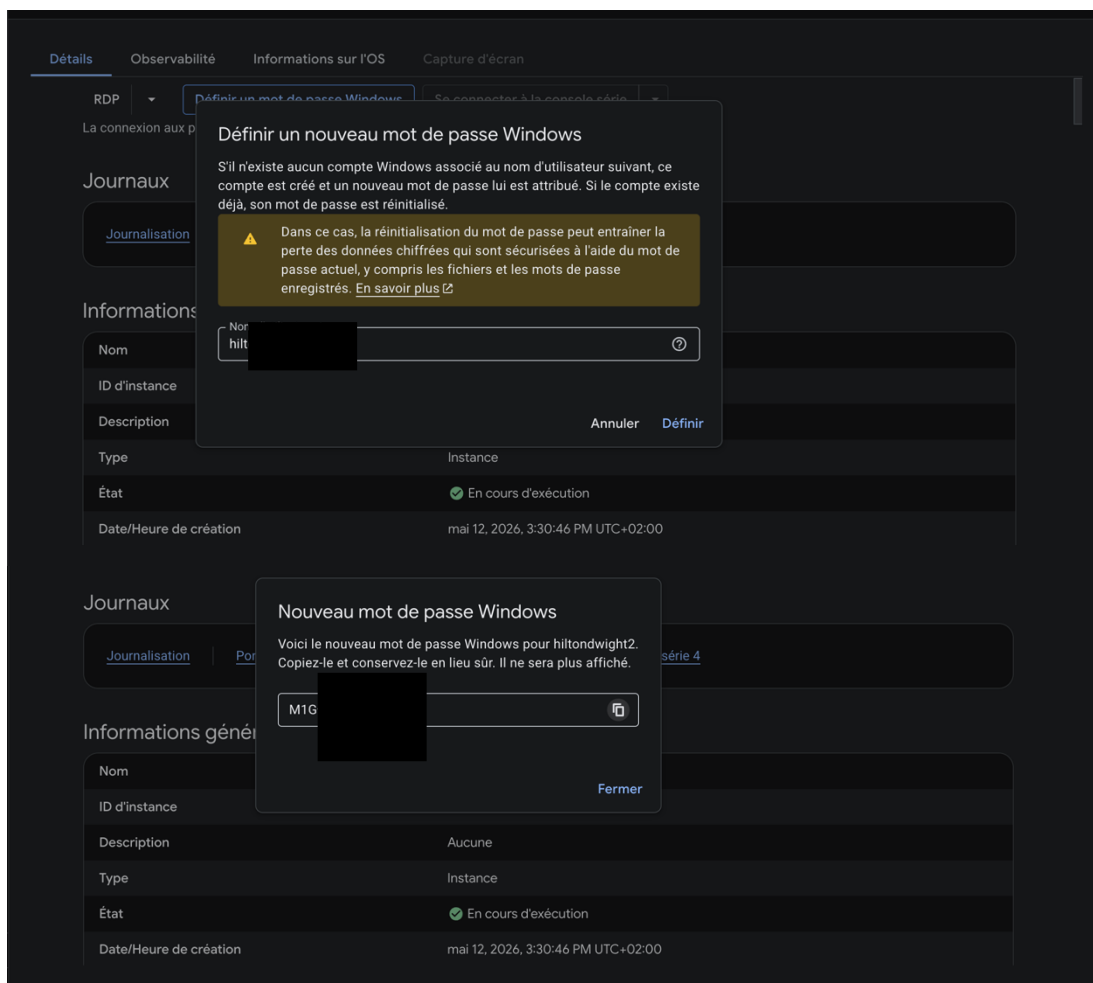 Détails Observabilité Informations sur l'OS Capture d'écran
RDP Définir un mot de passe Windows Se connecter à la console série
La connexion aux p
Définir un nouveau mot de passe Windows
S'il n'existe aucun compte Windows associé au nom d'utilisateur suivant, ce
compte est créé et un nouveau mot de passe lui est attribué. Si le compte existe
déjà, son mot de passe est réinitialisé.
Dans ce cas, la réinitialisation du mot de passe peut entraîner la
perte des données chiffrées qui sont sécurisées à l'aide du mot de
passe actuel, y compris les fichiers et les mots de passe
enregistrés. En savoir plus
Nor
hilt
Annuler Définir
Journaux
Journalisation
Informations
Nom
ID d'instance
Description
Type Instance
État En cours d'exécution
Date/Heure de création mai 12, 2026, 3:30:46 PM UTC+02:00
Journaux
Journalisation Por série 4
Nouveau mot de passe Windows
Voici le nouveau mot de passe Windows pour hiltondwight2.
Copiez-le et conservez-le en lieu sûr. Il ne sera plus affiché.
M1G
Fermer
Informations génér
Nom
ID d'instance
Description Aucune
Type Instance
État En cours d'exécution
Date/Heure de création mai 12, 2026, 3:30:46 PM UTC+02:00